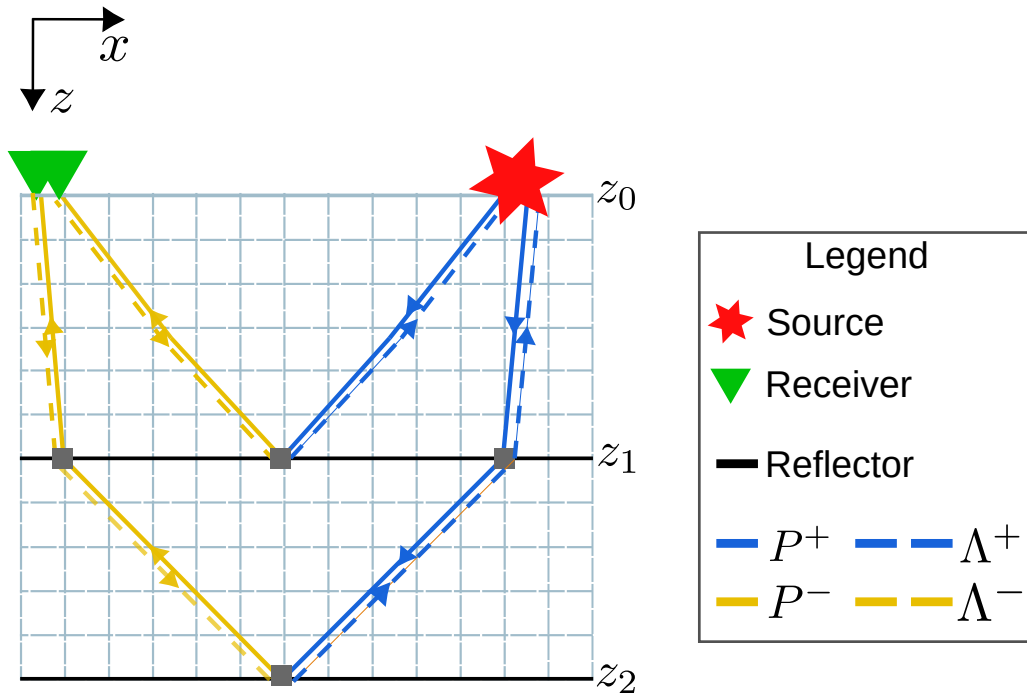 x
z
z₀
z₁
z₂
Legend
Source
Receiver
Reflector
P⁺ Λ⁺
P⁻ Λ⁻